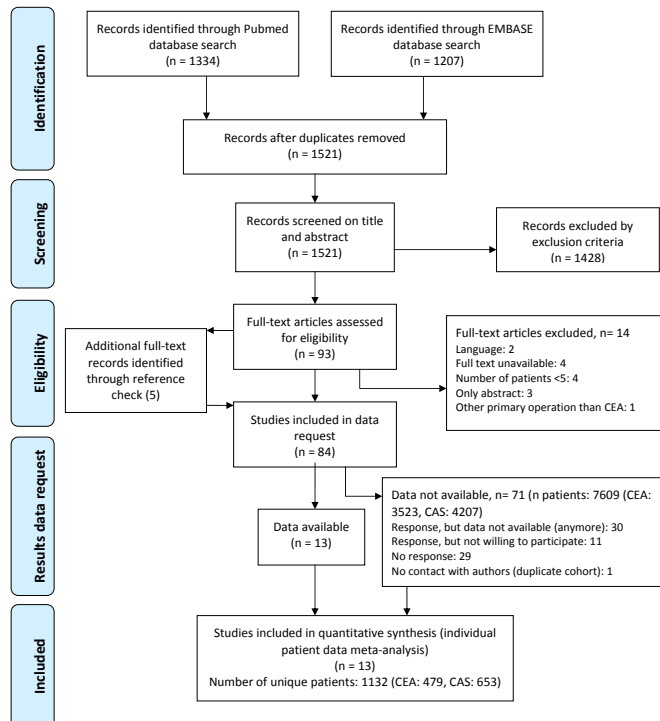 Identification
Records identified through Pubmed
database search
(n = 1334)
Records identified through EMBASE
database search
(n = 1207)
Records after duplicates removed
(n = 1521)
Screening
Records screened on title
and abstract
(n = 1521)
Records excluded by
exclusion criteria
(n = 1428)
Eligibility
Full-text articles assessed
for eligibility
(n = 93)
Additional full-text
records identified
through reference
check (5)
Full-text articles excluded, n= 14
Language: 2
Full text unavailable: 4
Number of patients <5: 4
Only abstract: 3
Other primary operation than CEA: 1
Studies included in data
request
(n = 84)
Results data request
Data available
(n = 13)
Data not available, n= 71 (n patients: 7609 (CEA:
3523, CAS: 4207)
Response, but data not available (anymore): 30
Response, but not willing to participate: 11
No response: 29
No contact with authors (duplicate cohort): 1
Included
Studies included in quantitative synthesis (individual
patient data meta-analysis)
(n = 13)
Number of unique patients: 1132 (CEA: 479, CAS: 653)